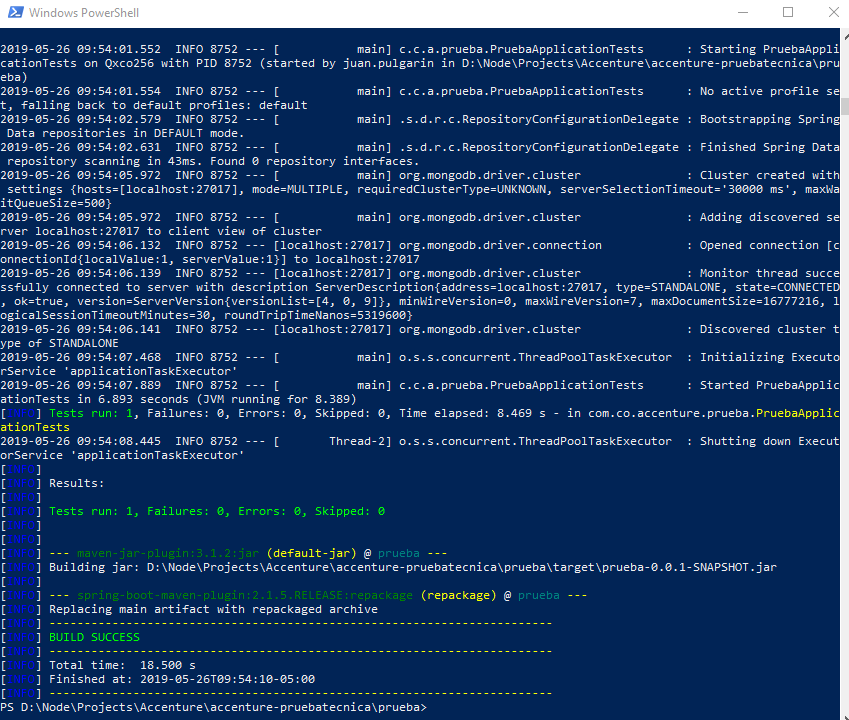 Windows PowerShell
2019-05-26 09:54:01.552  INFO 8752 --- [           main] c.c.a.prueba.PruebaApplicationTests      : Starting PruebaAppli
cationTests on Qxco256 with PID 8752 (started by juan.pulgarin in D:\Node\Projects\Accenture\accenture-pruebatecnica\pru
eba)
2019-05-26 09:54:01.554  INFO 8752 --- [           main] c.c.a.prueba.PruebaApplicationTests      : No active profile se
t, falling back to default profiles: default
2019-05-26 09:54:02.579  INFO 8752 --- [           main] .s.d.r.c.RepositoryConfigurationDelegate : Bootstrapping Spring
 Data repositories in DEFAULT mode.
2019-05-26 09:54:02.631  INFO 8752 --- [           main] .s.d.r.c.RepositoryConfigurationDelegate : Finished Spring Data
 repository scanning in 43ms. Found 0 repository interfaces.
2019-05-26 09:54:05.972  INFO 8752 --- [           main] org.mongodb.driver.cluster               : Cluster created with
 settings {hosts=[localhost:27017], mode=MULTIPLE, requiredClusterType=UNKNOWN, serverSelectionTimeout='30000 ms', maxWa
itQueueSize=500}
2019-05-26 09:54:05.972  INFO 8752 --- [           main] org.mongodb.driver.cluster               : Adding discovered se
rver localhost:27017 to client view of cluster
2019-05-26 09:54:06.132  INFO 8752 --- [localhost:27017] org.mongodb.driver.connection            : Opened connection [c
onnectionId{localValue:1, serverValue:1}] to localhost:27017
2019-05-26 09:54:06.139  INFO 8752 --- [localhost:27017] org.mongodb.driver.cluster               : Monitor thread succe
ssfully connected to server with description ServerDescription{address=localhost:27017, type=STANDALONE, state=CONNECTED
, ok=true, version=ServerVersion{versionList=[4, 0, 9]}, minWireVersion=0, maxWireVersion=7, maxDocumentSize=16777216, l
ogicalSessionTimeoutMinutes=30, roundTripTimeNanos=5319600}
2019-05-26 09:54:06.141  INFO 8752 --- [localhost:27017] org.mongodb.driver.cluster               : Discovered cluster t
ype of STANDALONE
2019-05-26 09:54:07.468  INFO 8752 --- [           main] o.s.s.concurrent.ThreadPoolTaskExecutor  : Initializing Executo
rService 'applicationTaskExecutor'
2019-05-26 09:54:07.889  INFO 8752 --- [           main] c.c.a.prueba.PruebaApplicationTests      : Started PruebaApplic
ationTests in 6.893 seconds (JVM running for 8.389)
[INFO] Tests run: 1, Failures: 0, Errors: 0, Skipped: 0, Time elapsed: 8.469 s - in com.co.accenture.prueba.PruebaApplic
ationTests
2019-05-26 09:54:08.445  INFO 8752 --- [       Thread-2] o.s.s.concurrent.ThreadPoolTaskExecutor  : Shutting down Execut
orService 'applicationTaskExecutor'
[INFO]
[INFO] Results:
[INFO]
[INFO] Tests run: 1, Failures: 0, Errors: 0, Skipped: 0
[INFO]
[INFO]
[INFO] --- maven-jar-plugin:3.1.2:jar (default-jar) @ prueba ---
[INFO] Building jar: D:\Node\Projects\Accenture\accenture-pruebatecnica\prueba\target\prueba-0.0.1-SNAPSHOT.jar
[INFO]
[INFO] --- spring-boot-maven-plugin:2.1.5.RELEASE:repackage (repackage) @ prueba ---
[INFO] Replacing main artifact with repackaged archive
[INFO] ------------------------------------------------------------------------
[INFO] BUILD SUCCESS
[INFO] ------------------------------------------------------------------------
[INFO] Total time:  18.500 s
[INFO] Finished at: 2019-05-26T09:54:10-05:00
[INFO] ------------------------------------------------------------------------
PS D:\Node\Projects\Accenture\accenture-pruebatecnica\prueba>